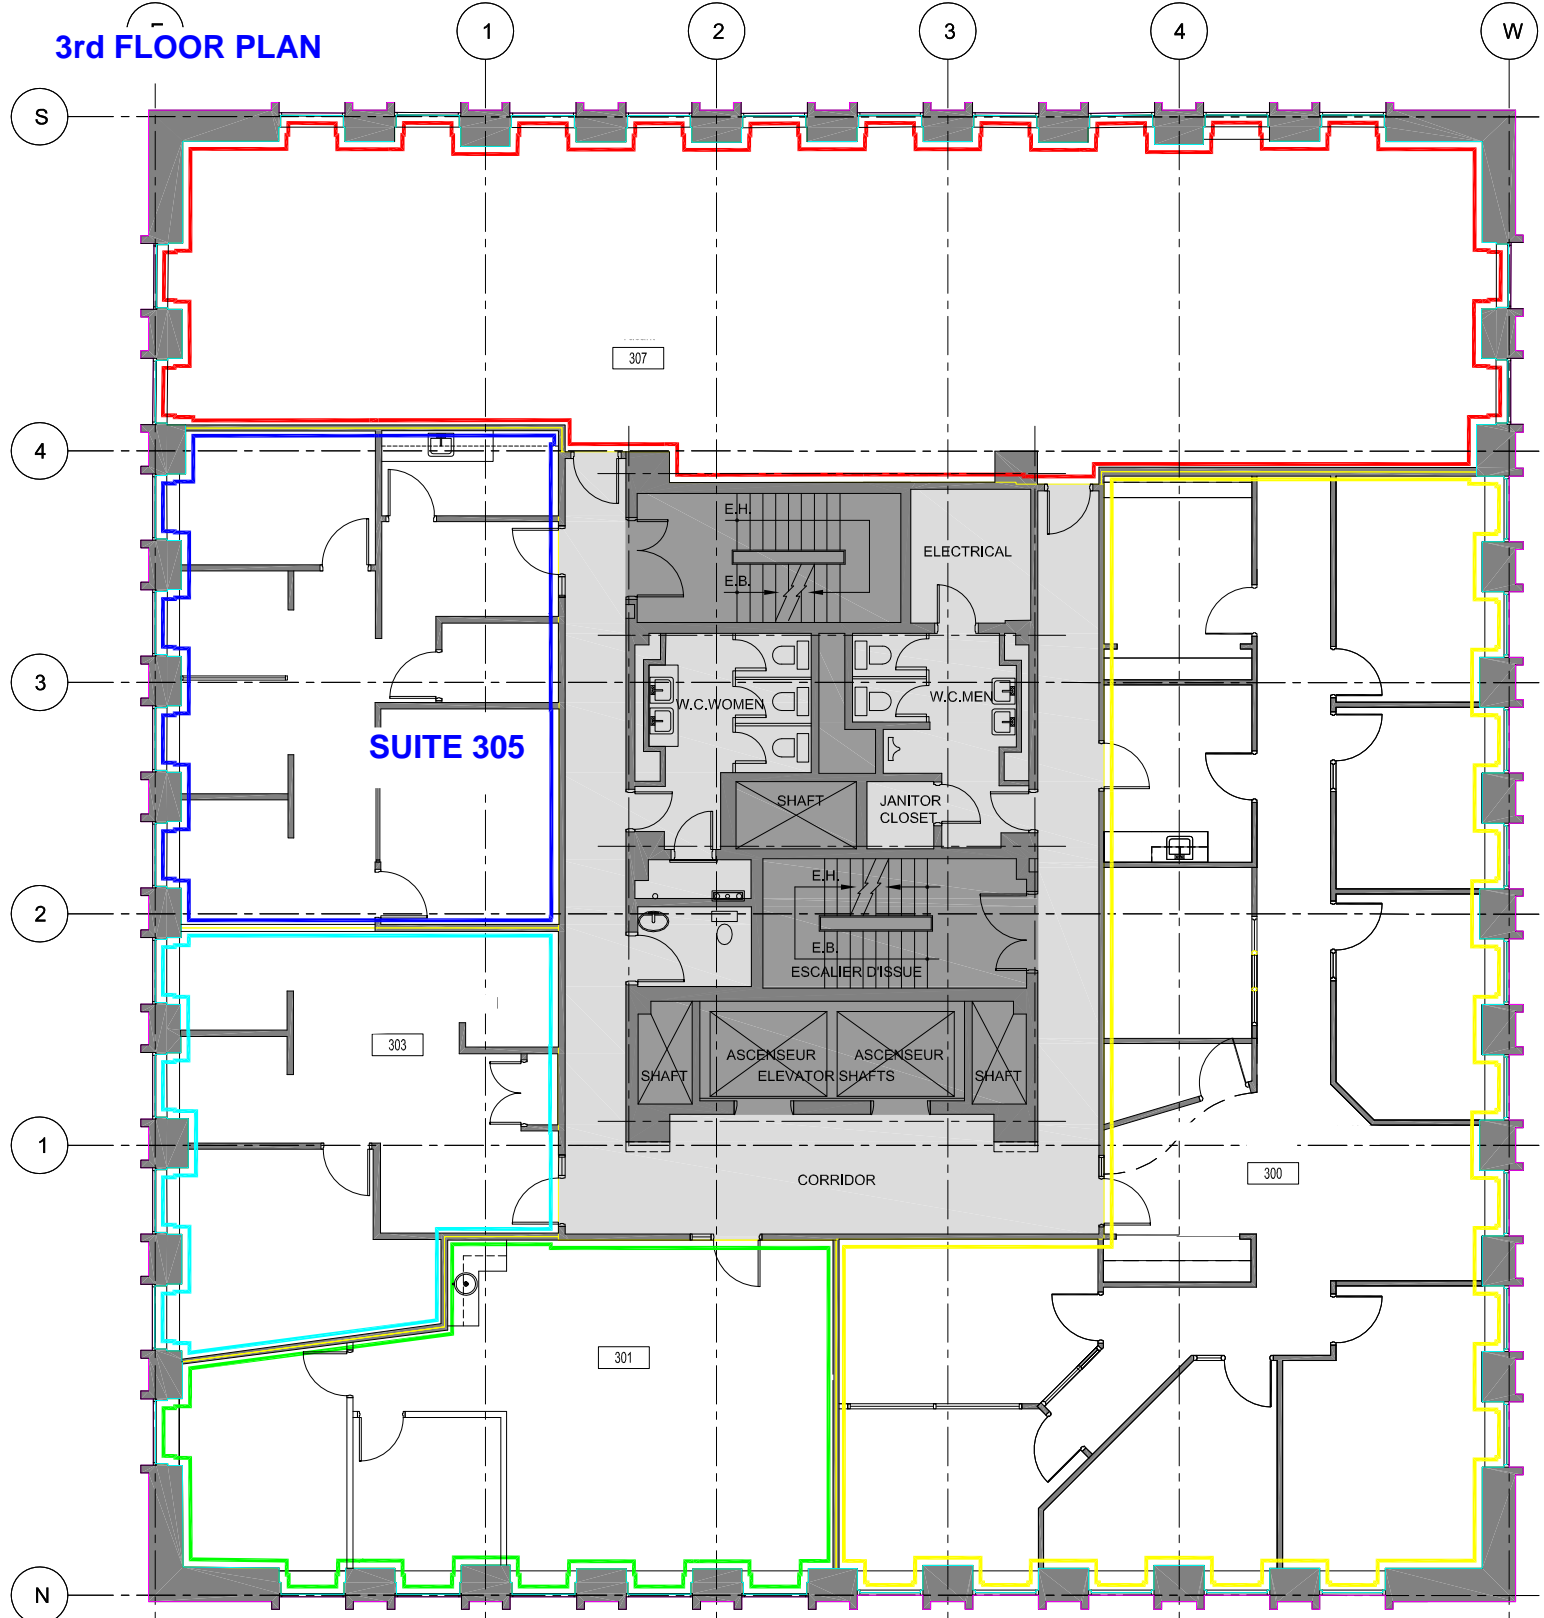 3rd FLOOR PLAN
1
2
3
4
W
S
307
4
E.H.
ELECTRICAL
E.B.
3
W.C.WOMEN
W.C.MEN
SUITE 305
SHAFT
JANITOR
CLOSET
E.H.
2
E.B.
ESCALIER D'ISSUE
303
ASCENSEUR
ASCENSEUR
SHAFT
ELEVATOR SHAFTS
SHAFT
1
CORRIDOR
300
301
N